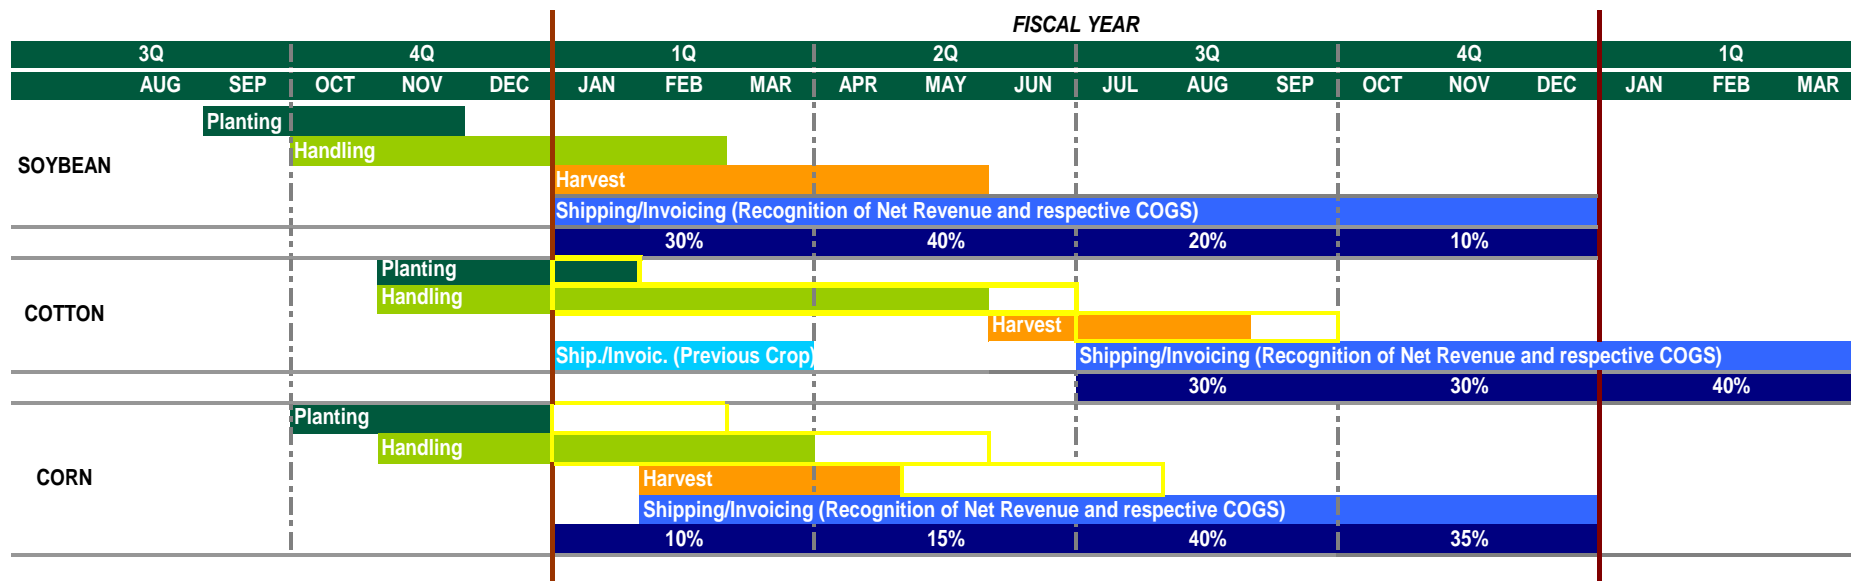 FISCAL YEAR
3Q 4Q 1Q 2Q 3Q 4Q 1Q
AUG SEP OCT NOV DEC JAN FEB MAR APR MAY JUN JUL AUG SEP OCT NOV DEC JAN FEB MAR
SOYBEAN
Planting
Handling
Harvest
Shipping/Invoicing (Recognition of Net Revenue and respective COGS)
30% 40% 20% 10%
COTTON
Planting
Handling
Harvest
Ship./Invoic. (Previous Crop) Shipping/Invoicing (Recognition of Net Revenue and respective COGS)
30% 30% 40%
CORN
Planting
Handling
Harvest
Shipping/Invoicing (Recognition of Net Revenue and respective COGS)
10% 15% 40% 35%